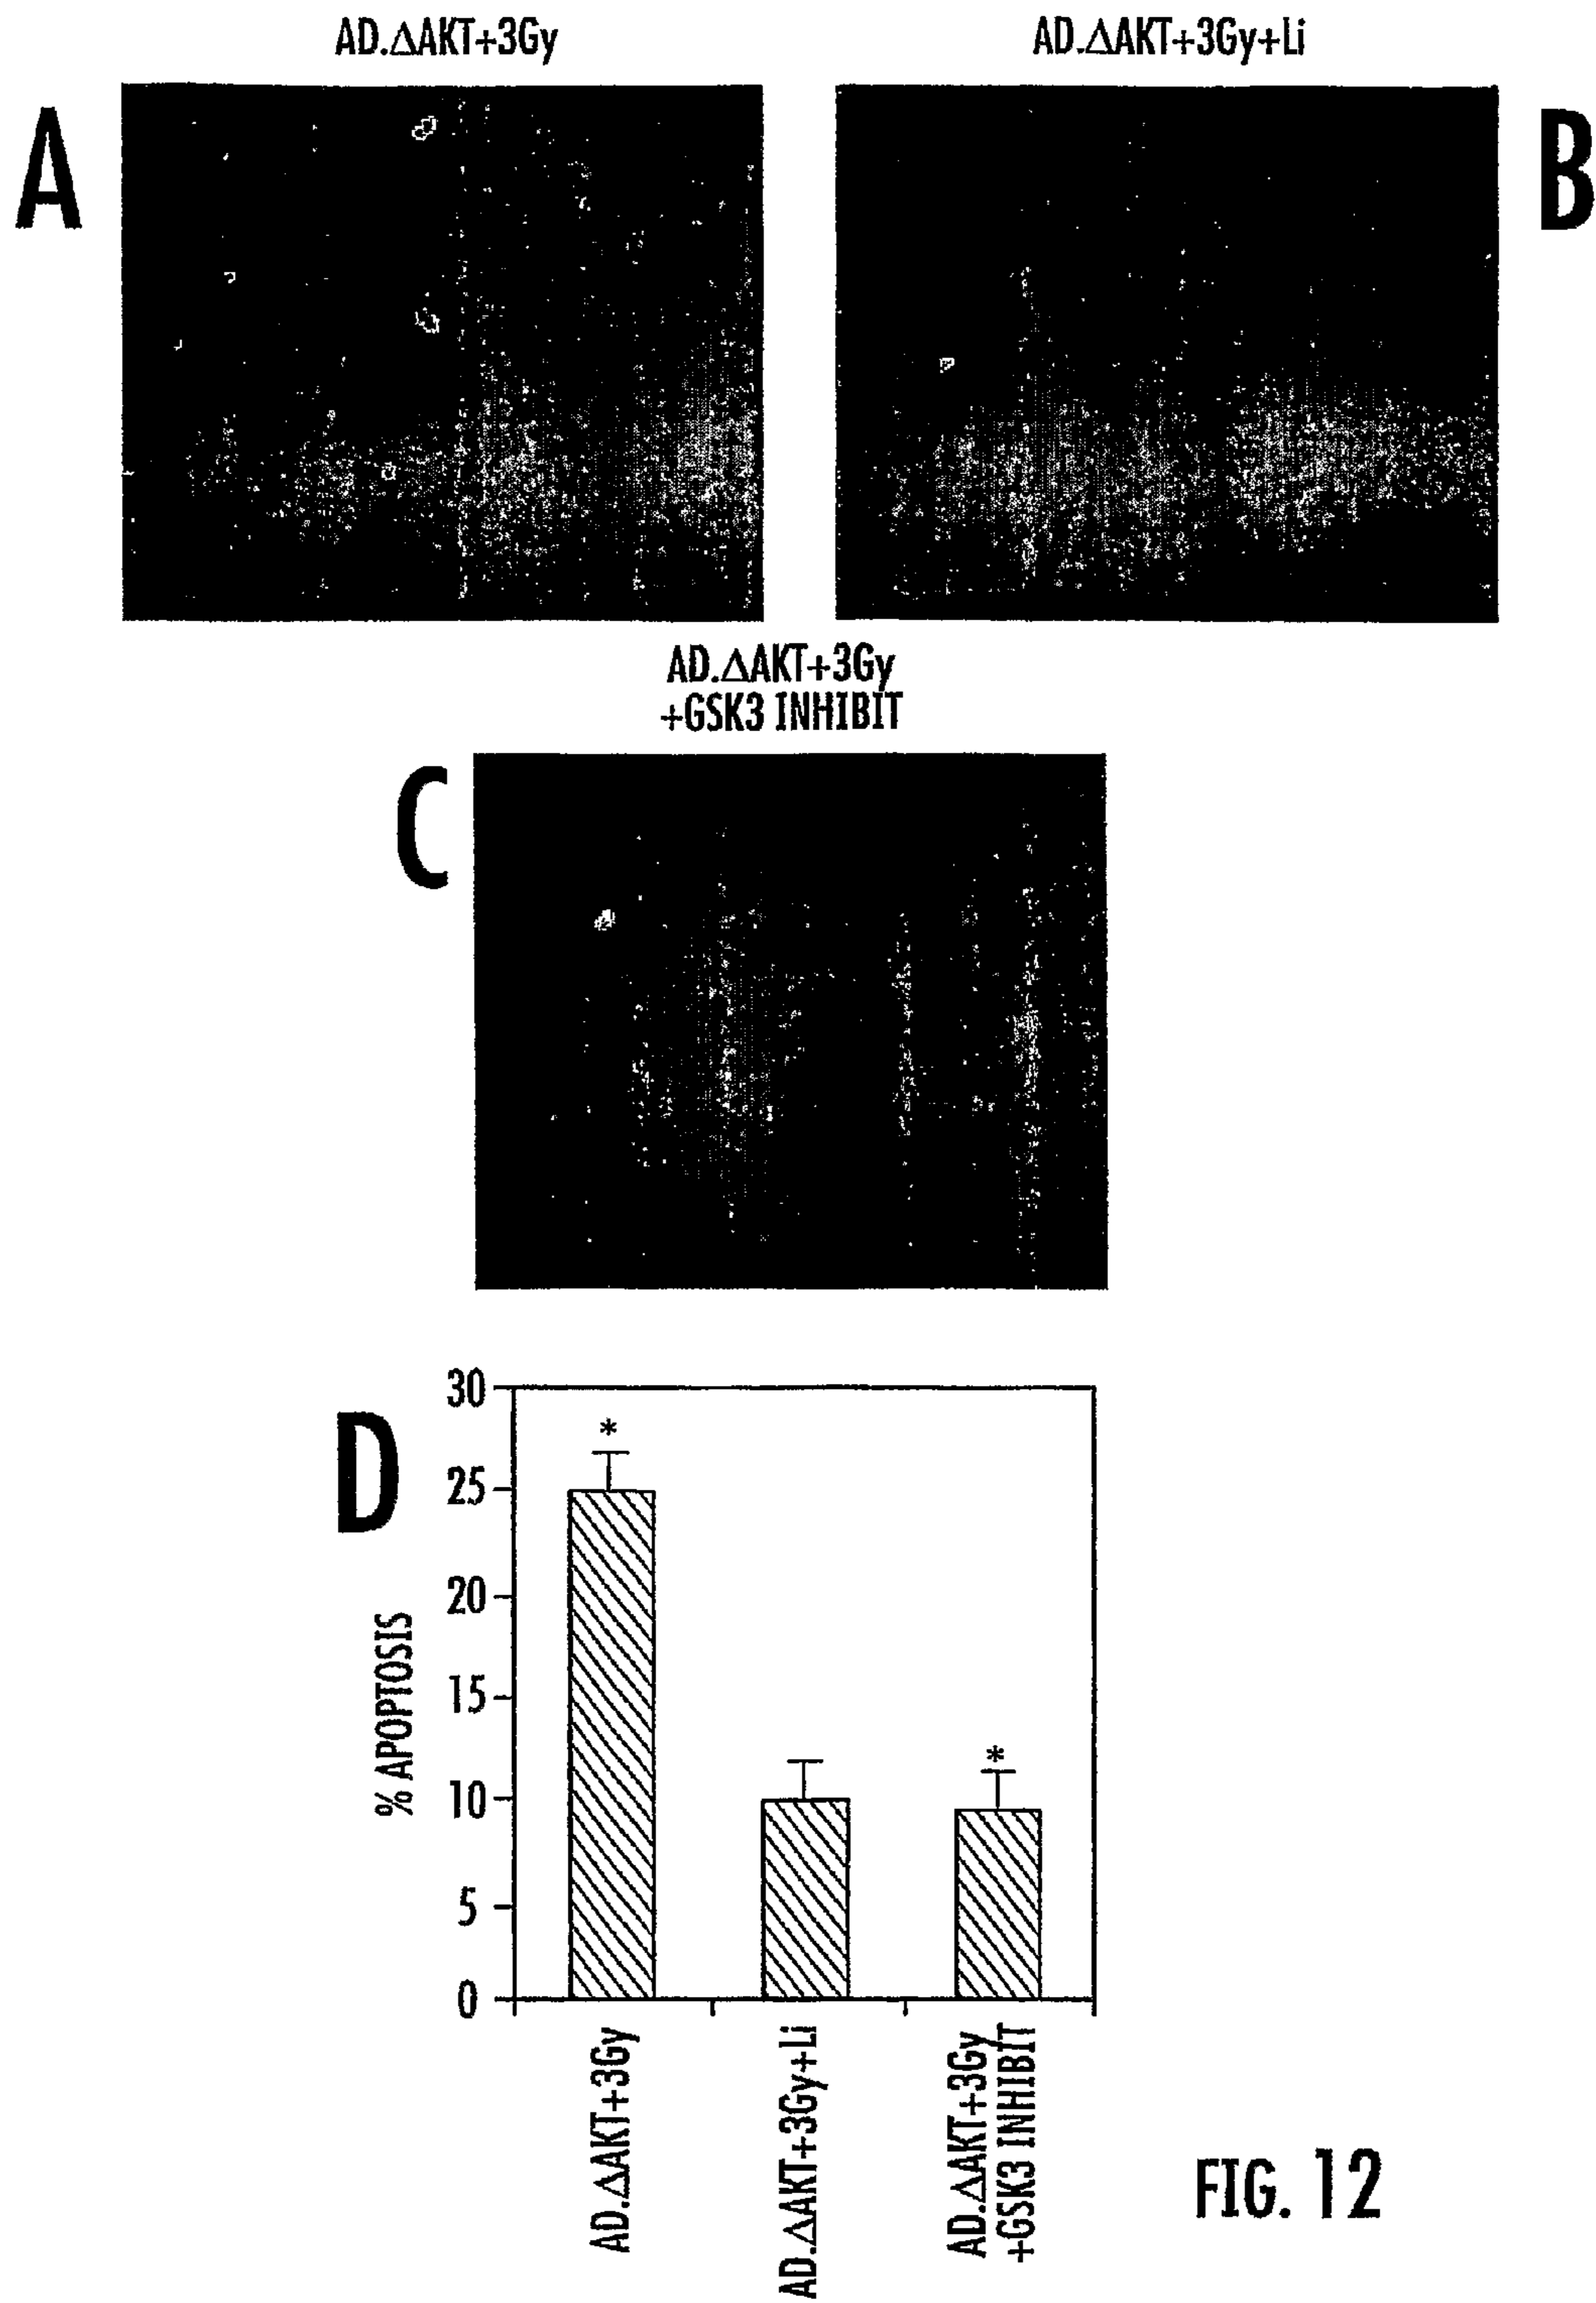 AD.ΔAKT+3Gy
AD.ΔAKT+3Gy+Li
A
B
AD.ΔAKT+3Gy
+GSK3 INHIBIT
C
D
30
25
20
15
10
5
0
% APOPTOSIS
*
*
AD.ΔAKT+3Gy
AD.ΔAKT+3Gy+Li
AD.ΔAKT+3Gy
+GSK3 INHIBIT
FIG. 12